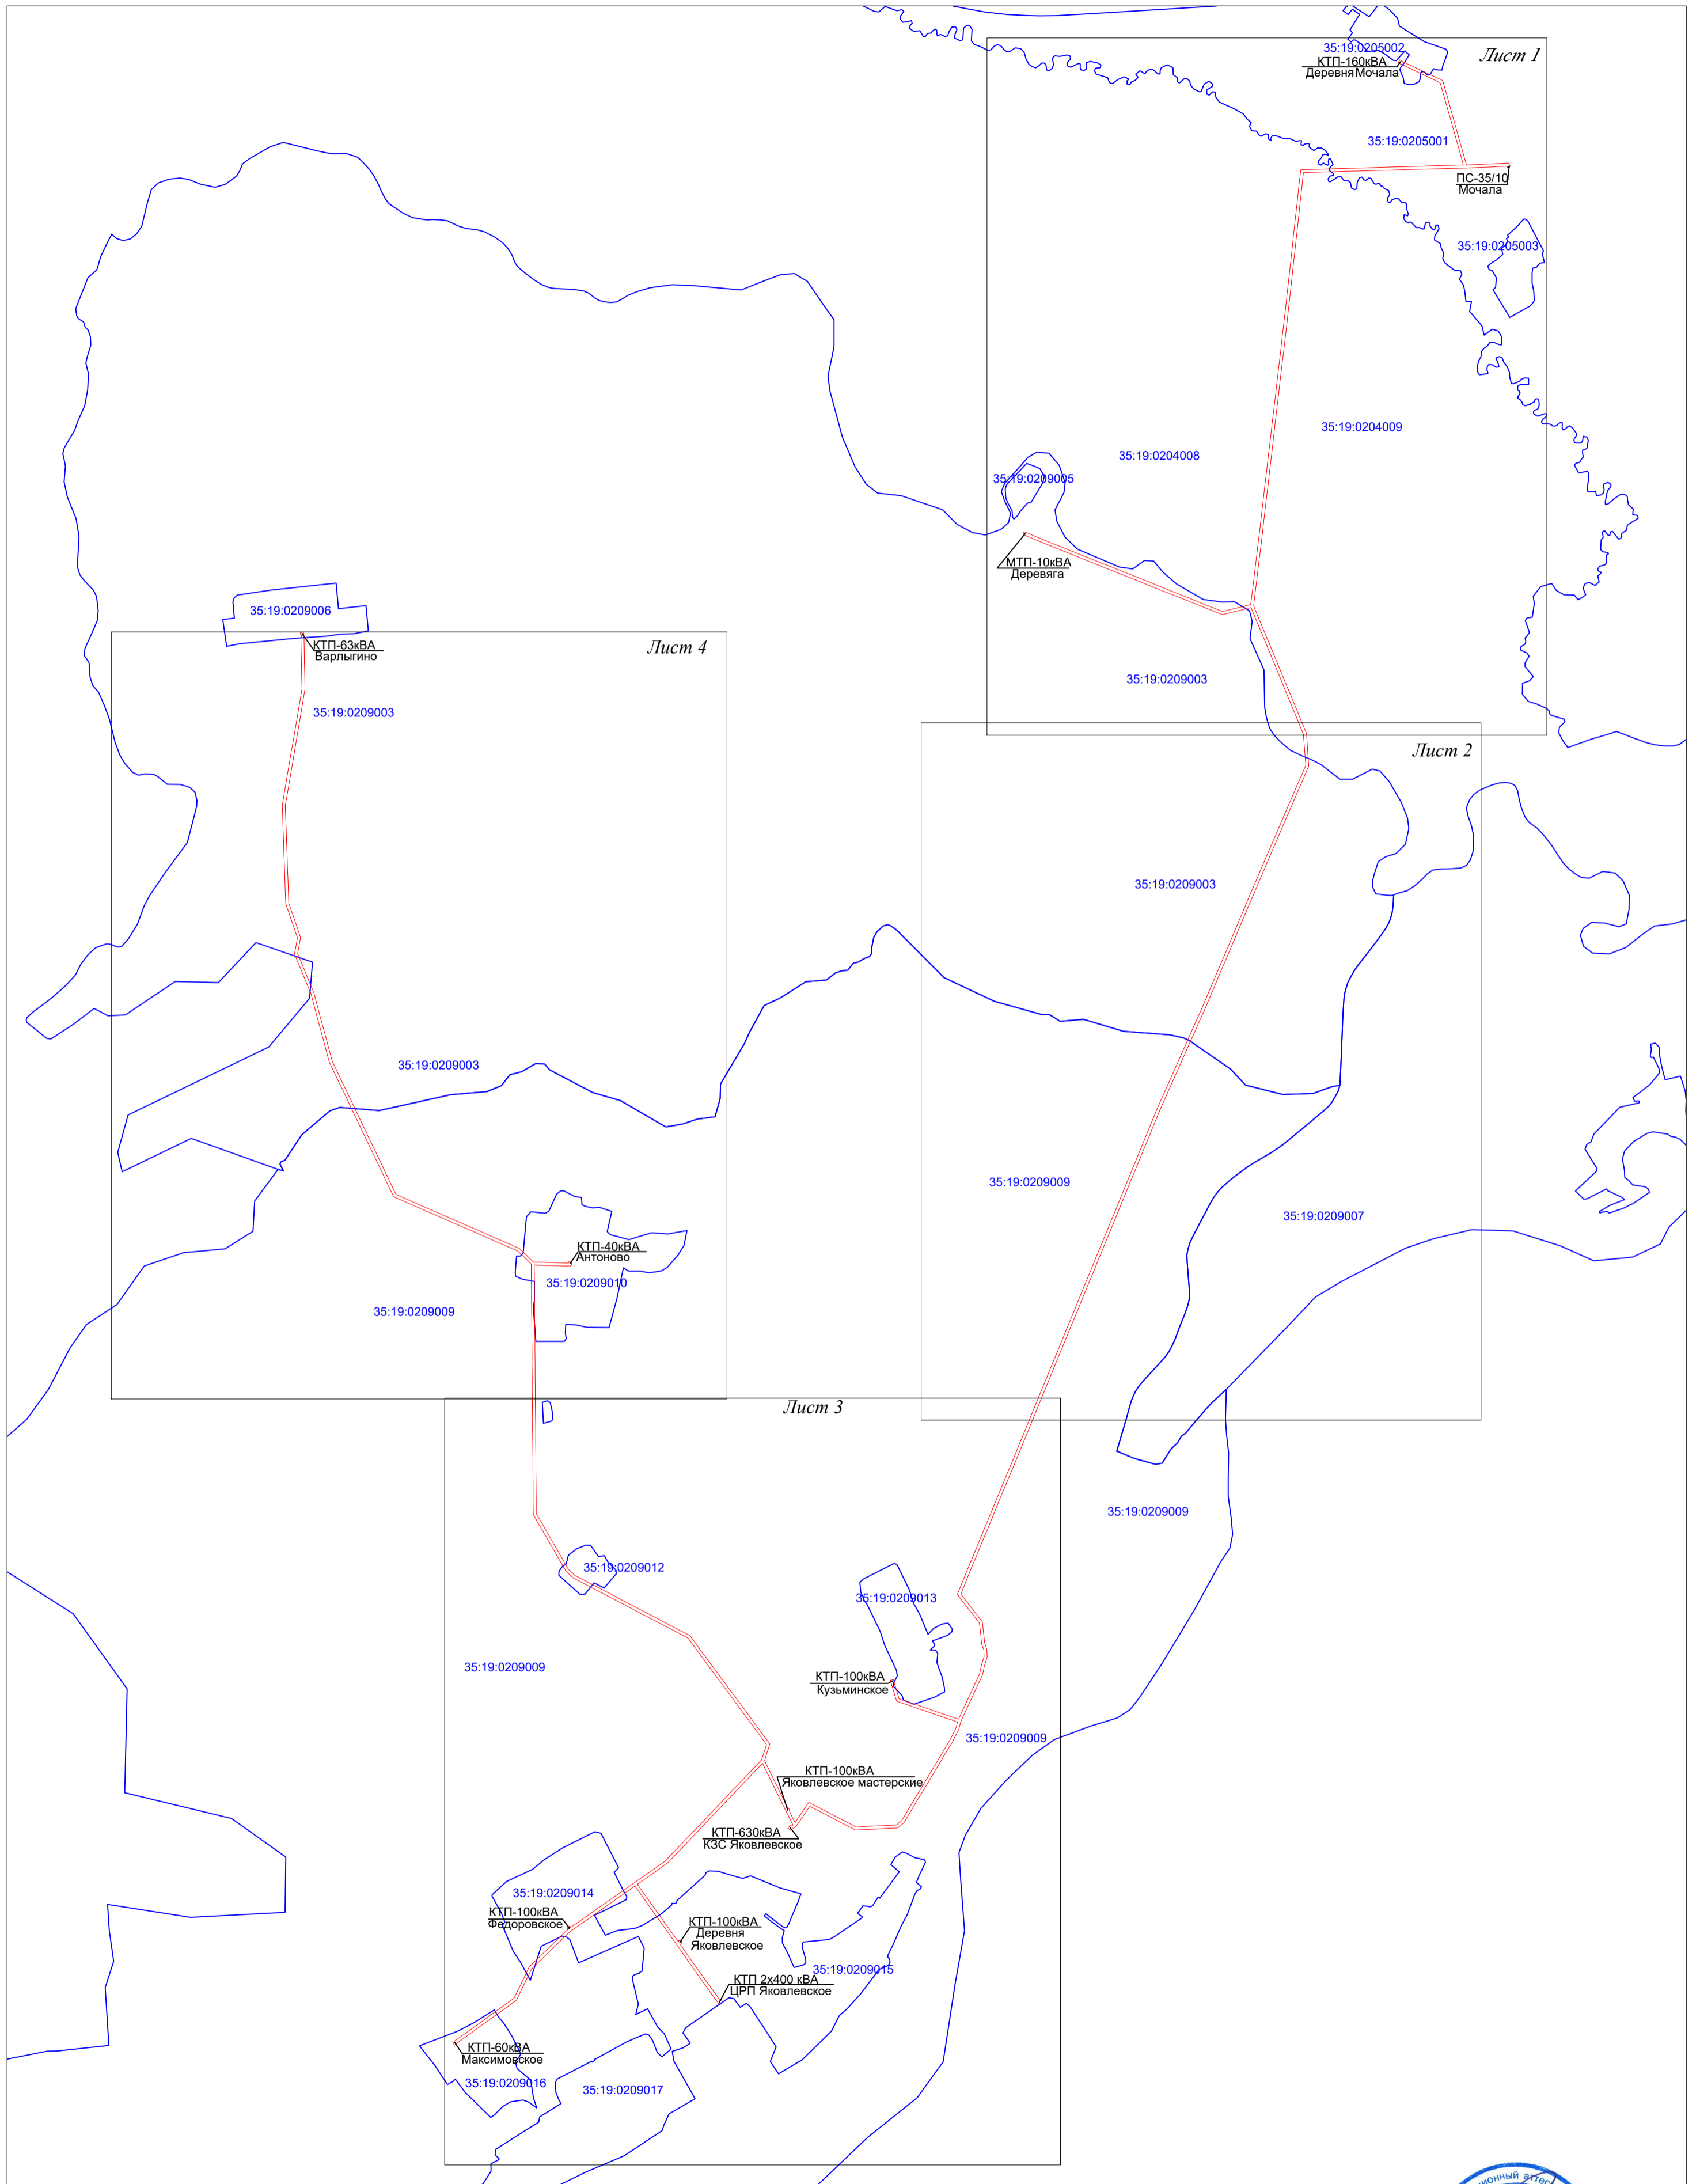 35:19:0205002
Лист 1
КТП-160кВА
Деревня Мочала
35:19:0205001
ПС-35/10
Мочала
35:19:0205003
35:19:0204009
35:19:0204008
35:19:0209005
МТП-10кВА
Деревяга
35:19:0209006
КТП-63кВА
Варлыгино
Лист 4
35:19:0209003
35:19:0209003
Лист 2
35:19:0209003
35:19:0209003
35:19:0209009
35:19:0209007
КТП-40кВА
Антоново
35:19:0209010
35:19:0209009
Лист 3
35:19:0209009
35:19:0209012
35:19:0209013
35:19:0209009
КТП-100кВА
Кузьминское
35:19:0209009
КТП-100кВА
Яковлевское мастерские
КТП-630кВА
КЗС Яковлевское
35:19:0209014
КТП-100кВА
Федоровское
КТП-100кВА
Деревня
Яковлевское
35:19:0209015
КТП 2х400 кВА
ЦРП Яковлевское
КТП-60кВА
Максимовское
35:19:0209016
35:19:0209017